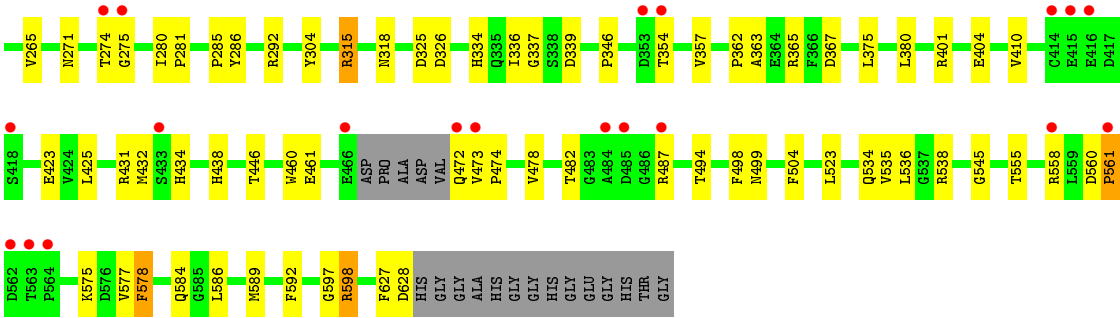 V265 N271 T274 G275 I280 P281 P285 Y286 R292 Y304 R315 N318 D325 D326 H334 Q335 I336 G337 S338 D339 P346 D353 T354 V357 P362 A363 E364 R365 F366 D367 L375 L380 R401 E404 V410 C414 E415 E416 D417
S418 E423 V424 L425 R431 M432 S433 H434 H438 T446 W460 E461 E466 ASP PRO ALA ASP VAL Q472 V473 P474 V478 T482 G483 A484 D485 G486 R487 T494 F498 N499 F504 L523 Q534 V535 L536 G537 R538 G545 T555 R558 L559 D560 P561
D562 T563 P564 K575 D576 V577 F578 Q584 G585 L586 M589 F592 G597 R598 F627 D628 HIS GLY GLY ALA HIS GLY GLY HIS GLY GLU GLY HIS THR GLY